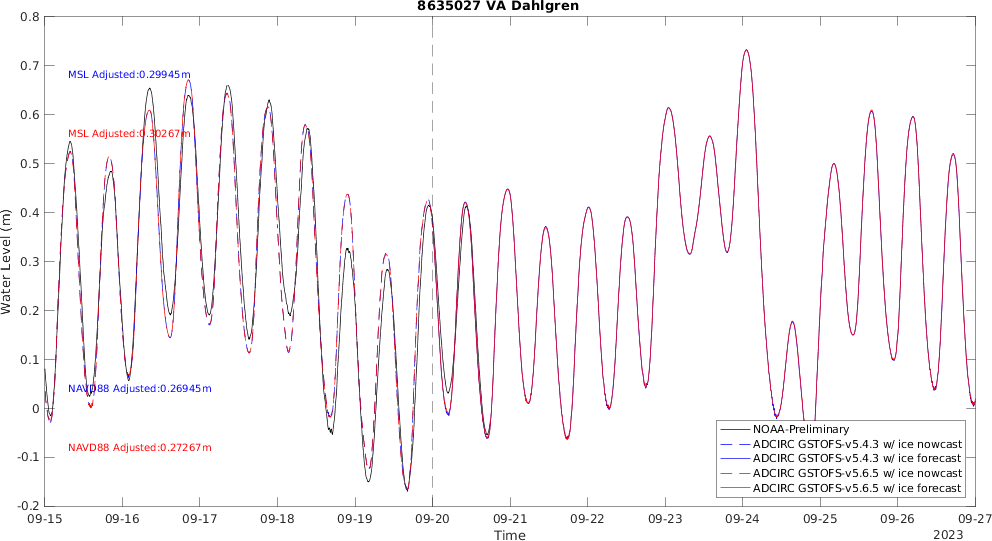 8635027 VA Dahlgren
0.8
0.7
0.6
0.5
0.4
0.3
0.2
0.1
0
-0.1
-0.2
Water Level (m)
MSL Adjusted:0.29945m
MSL Adjusted:0.30267m
NAVD88 Adjusted:0.26945m
NAVD88 Adjusted:0.27267m
NOAA-Preliminary
ADCIRC GSTOFS-v5.4.3 w/ ice nowcast
ADCIRC GSTOFS-v5.4.3 w/ ice forecast
ADCIRC GSTOFS-v5.6.5 w/ ice nowcast
ADCIRC GSTOFS-v5.6.5 w/ ice forecast
09-15 09-16 09-17 09-18 09-19 09-20 09-21 09-22 09-23 09-24 09-25 09-26 09-27
Time
2023